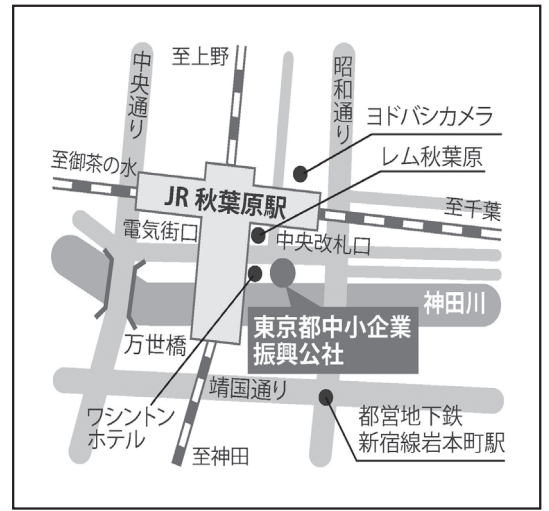 至上野
中央通り
昭和通り
ヨドバシカメラ
レム秋葉原
至御茶の水
JR 秋葉原駅
至千葉
電気街口
中央改札口
神田川
東京都中小企業
振興公社
万世橋
靖国通り
ワシントン
ホテル
都営地下鉄
新宿線岩本町駅
至神田